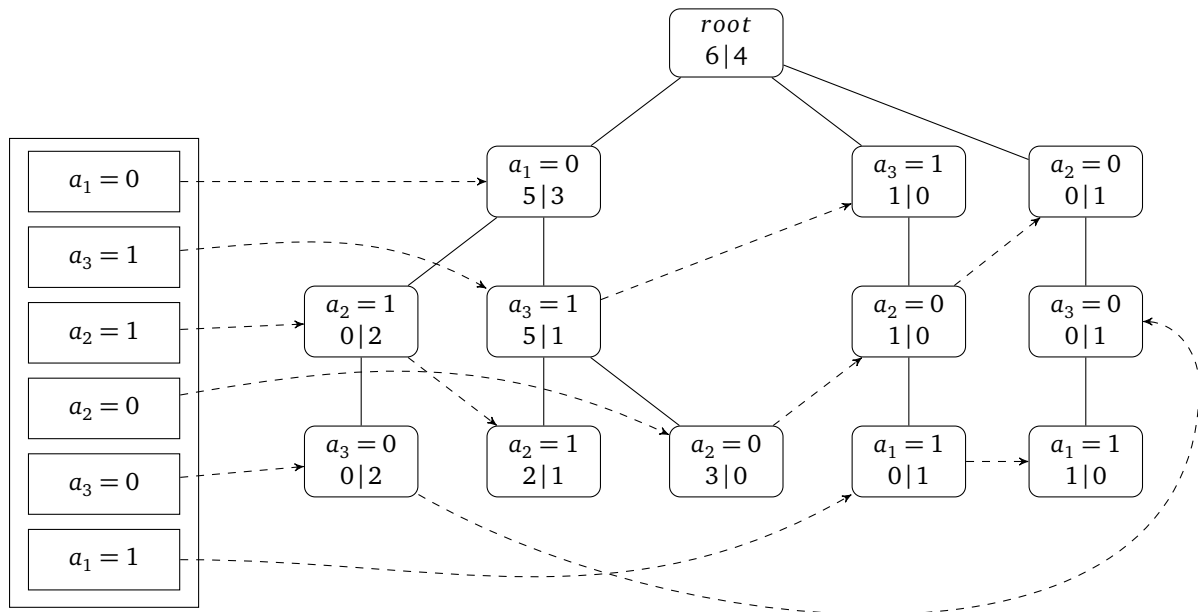 root
6|4
a₁ = 0
5|3
a₃ = 1
1|0
a₂ = 0
0|1
a₁ = 0
a₃ = 1
a₂ = 1
a₂ = 0
a₃ = 0
a₁ = 1
a₂ = 1
0|2
a₃ = 1
5|1
a₂ = 0
1|0
a₃ = 0
0|1
a₃ = 0
0|2
a₂ = 1
2|1
a₂ = 0
3|0
a₁ = 1
0|1
a₁ = 1
1|0